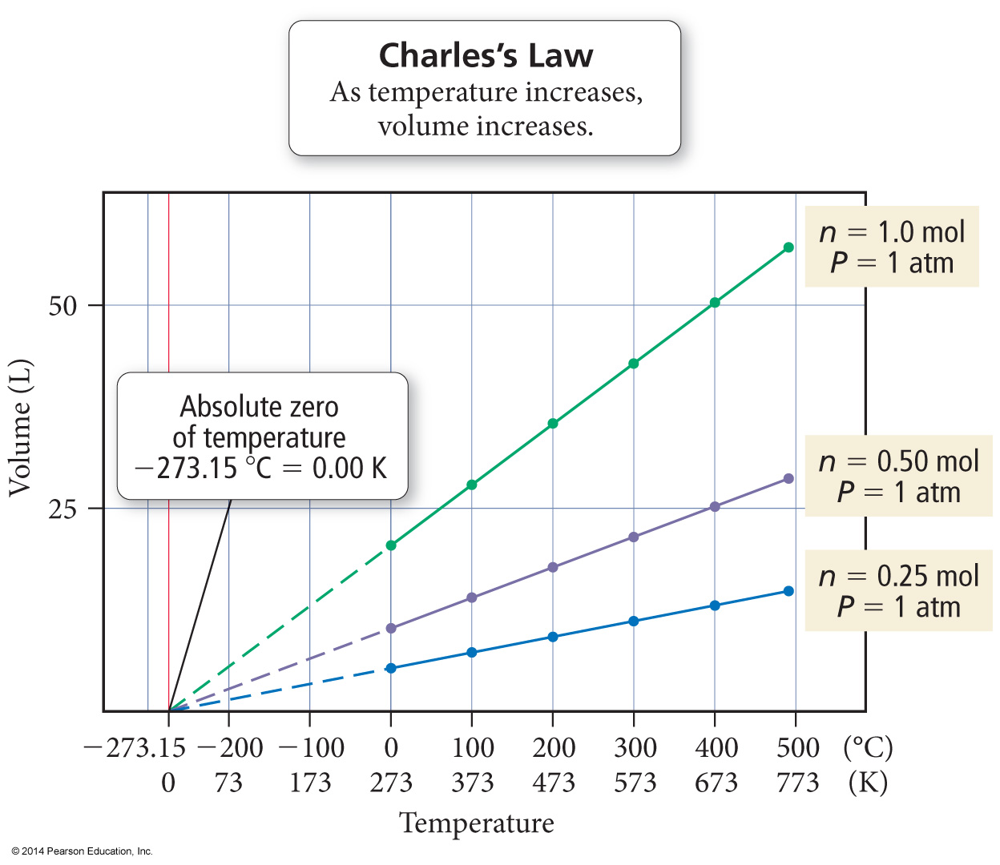 Charles’s Law
As temperature increases,
volume increases.
n = 1.0 mol
P = 1 atm
50
Absolute zero
of temperature
−273.15 °C = 0.00 K
Volume (L)
n = 0.50 mol
P = 1 atm
25
n = 0.25 mol
P = 1 atm
−273.15 −200 −100 0 100 200 300 400 500 (°C)
0 73 173 273 373 473 573 673 773 (K)
Temperature
© 2014 Pearson Education, Inc.